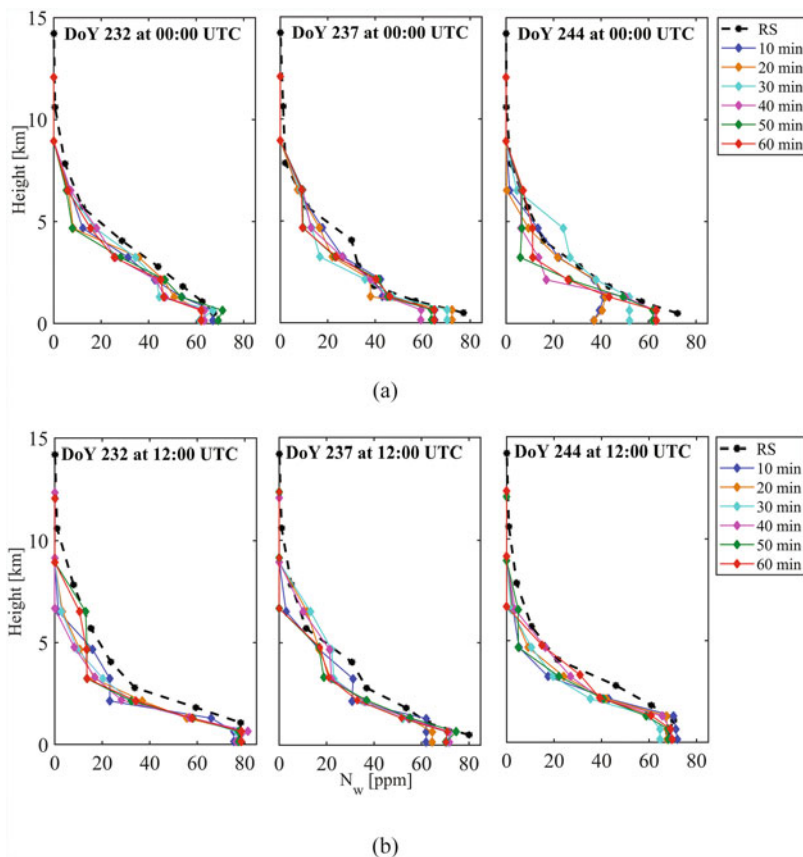 (a)
DoY 232 at 00:00 UTC
DoY 237 at 00:00 UTC
DoY 244 at 00:00 UTC
RS
10 min
20 min
30 min
40 min
50 min
60 min
Height [km]
15
10
5
0
0 20 40 60 80
0 20 40 60 80
0 20 40 60 80
(a)
(b)
DoY 232 at 12:00 UTC
DoY 237 at 12:00 UTC
DoY 244 at 12:00 UTC
RS
10 min
20 min
30 min
40 min
50 min
60 min
Height [km]
15
10
5
0
0 20 40 60 80
0 20 40 60 80
0 20 40 60 80
N_w [ppm]
(b)